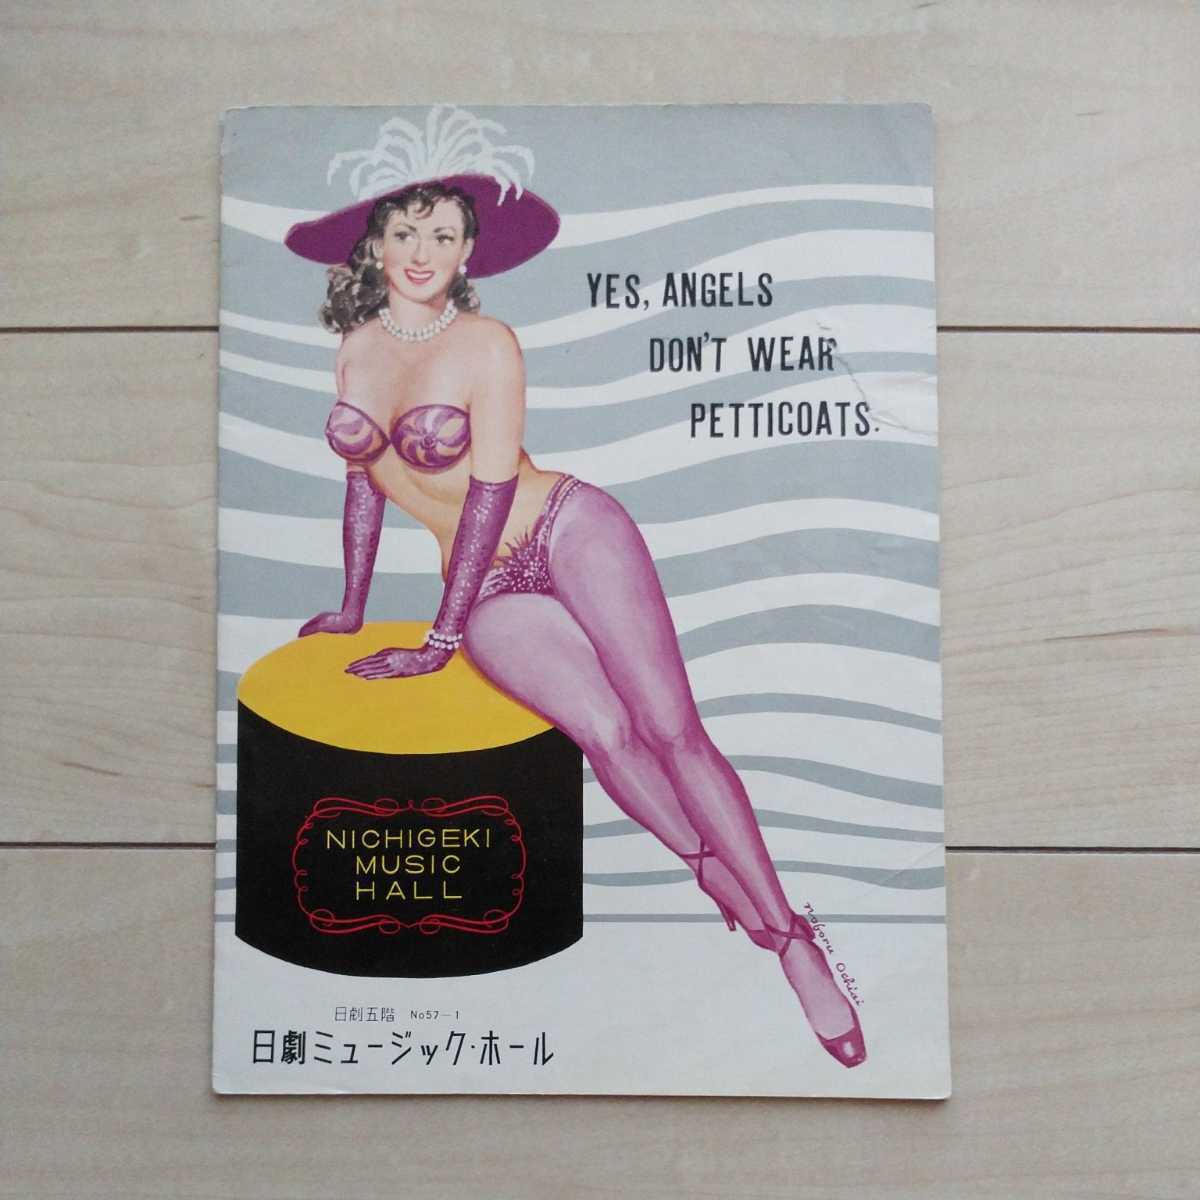 YES, ANGELS
DON'T WEAR
PETTICOATS.
NICHIGEKI
MUSIC
HALL
Noboru Ochiai
日劇五階 No57-1
日劇ミュージック・ホール